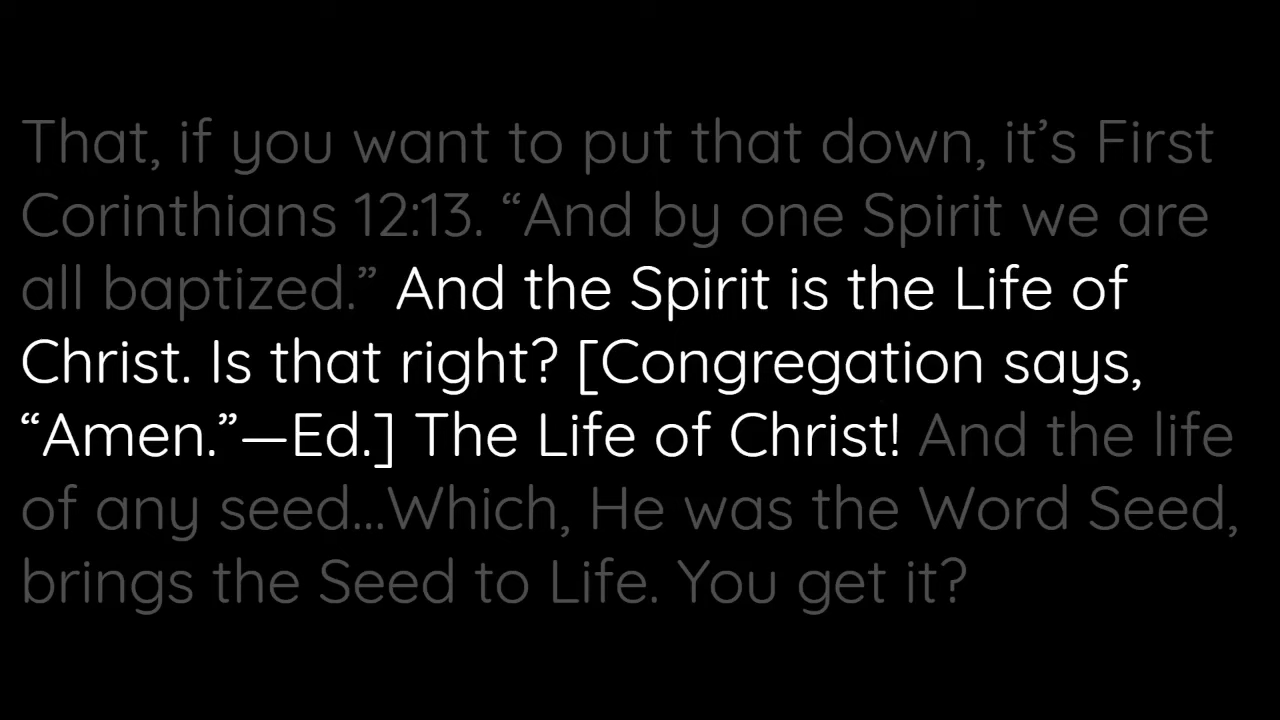 That, if you want to put that down, it’s First
Corinthians 12:13. “And by one Spirit we are
all baptized.” And the Spirit is the Life of
Christ. Is that right? [Congregation says,
“Amen.”—Ed.] The Life of Christ! And the life
of any seed...Which, He was the Word Seed,
brings the Seed to Life. You get it?